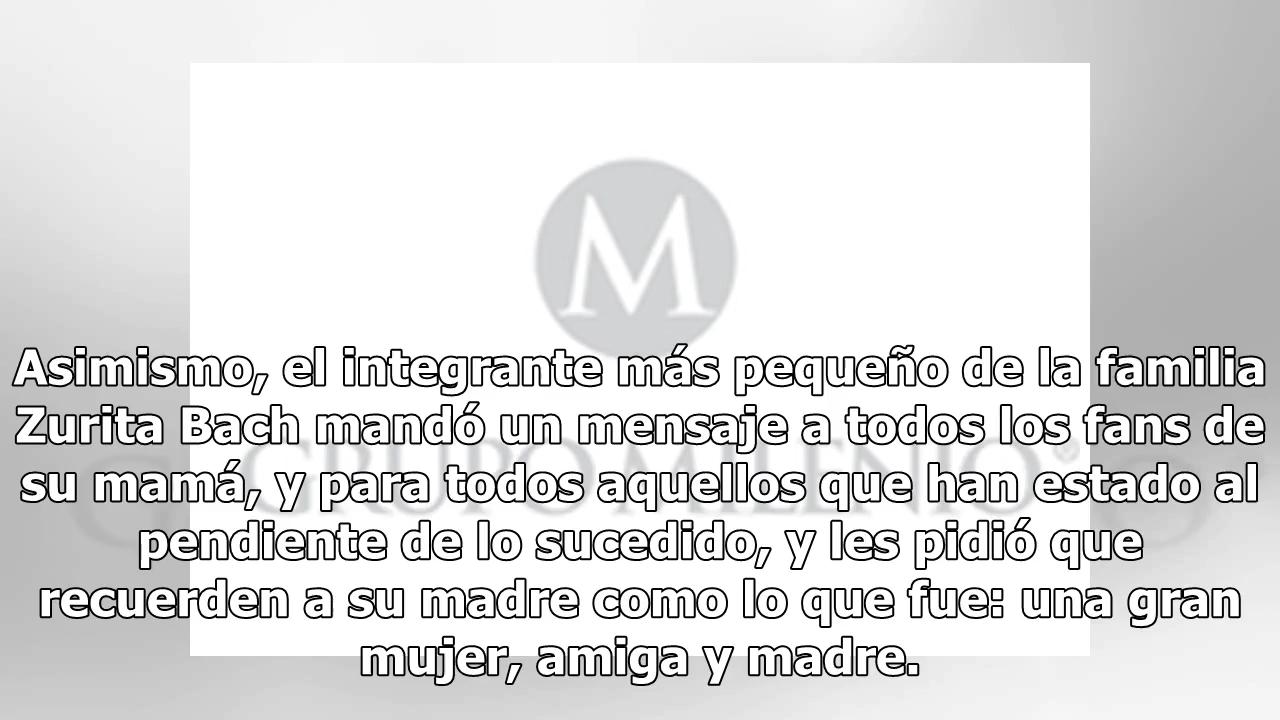 M
Asimismo, el integrante más pequeño de la familia
Zurita Bach mandó un mensaje a todos los fans de
GRUPO MILENIO®
su mamá, y para todos aquellos que han estado al
pendiente de lo sucedido, y les pidió que
recuerden a su madre como lo que fue: una gran
mujer, amiga y madre.